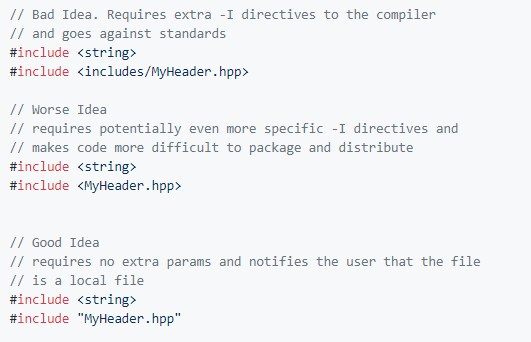 // Bad Idea. Requires extra -I directives to the compiler
// and goes against standards
#include <string>
#include <includes/MyHeader.hpp>
// Worse Idea
// requires potentially even more specific -I directives and
// makes code more difficult to package and distribute
#include <string>
#include <MyHeader.hpp>
// Good Idea
// requires no extra params and notifies the user that the file
// is a local file
#include <string>
#include "MyHeader.hpp"